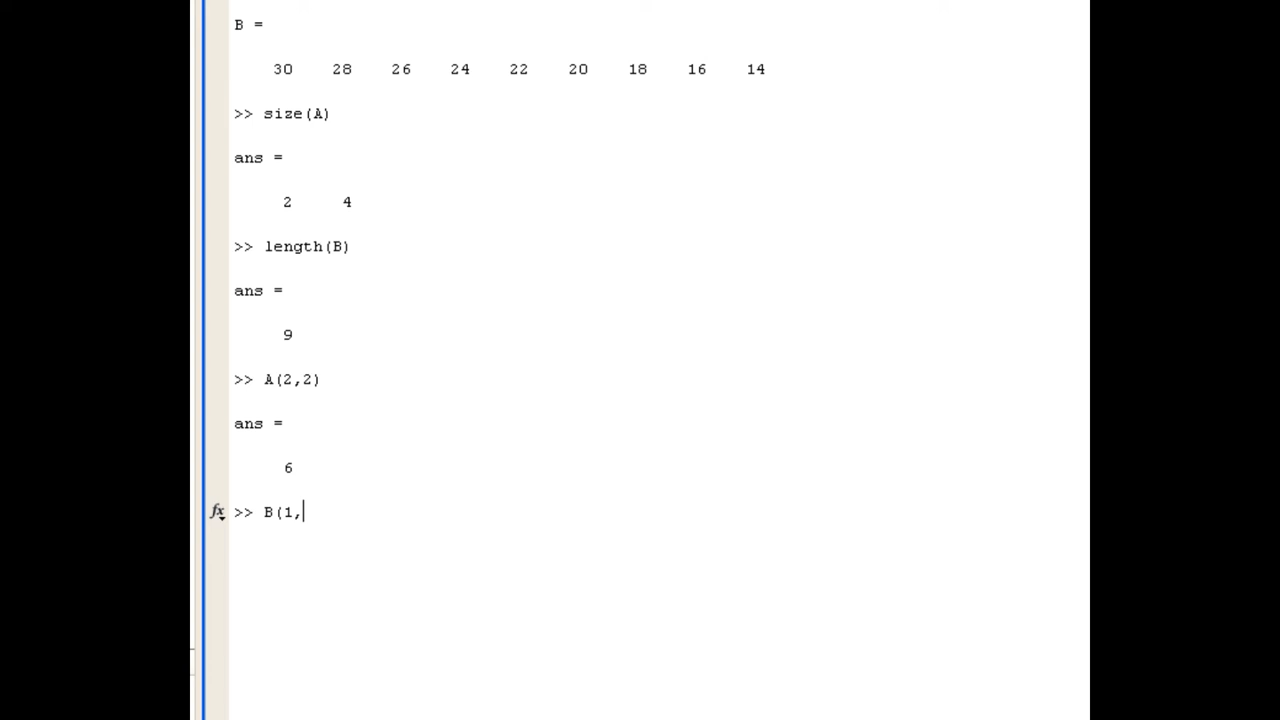 B =
30 28 26 24 22 20 18 16 14
>> size(A)
ans =
2 4
>> length(B)
ans =
9
>> A(2,2)
ans =
6
fx >> B(1,